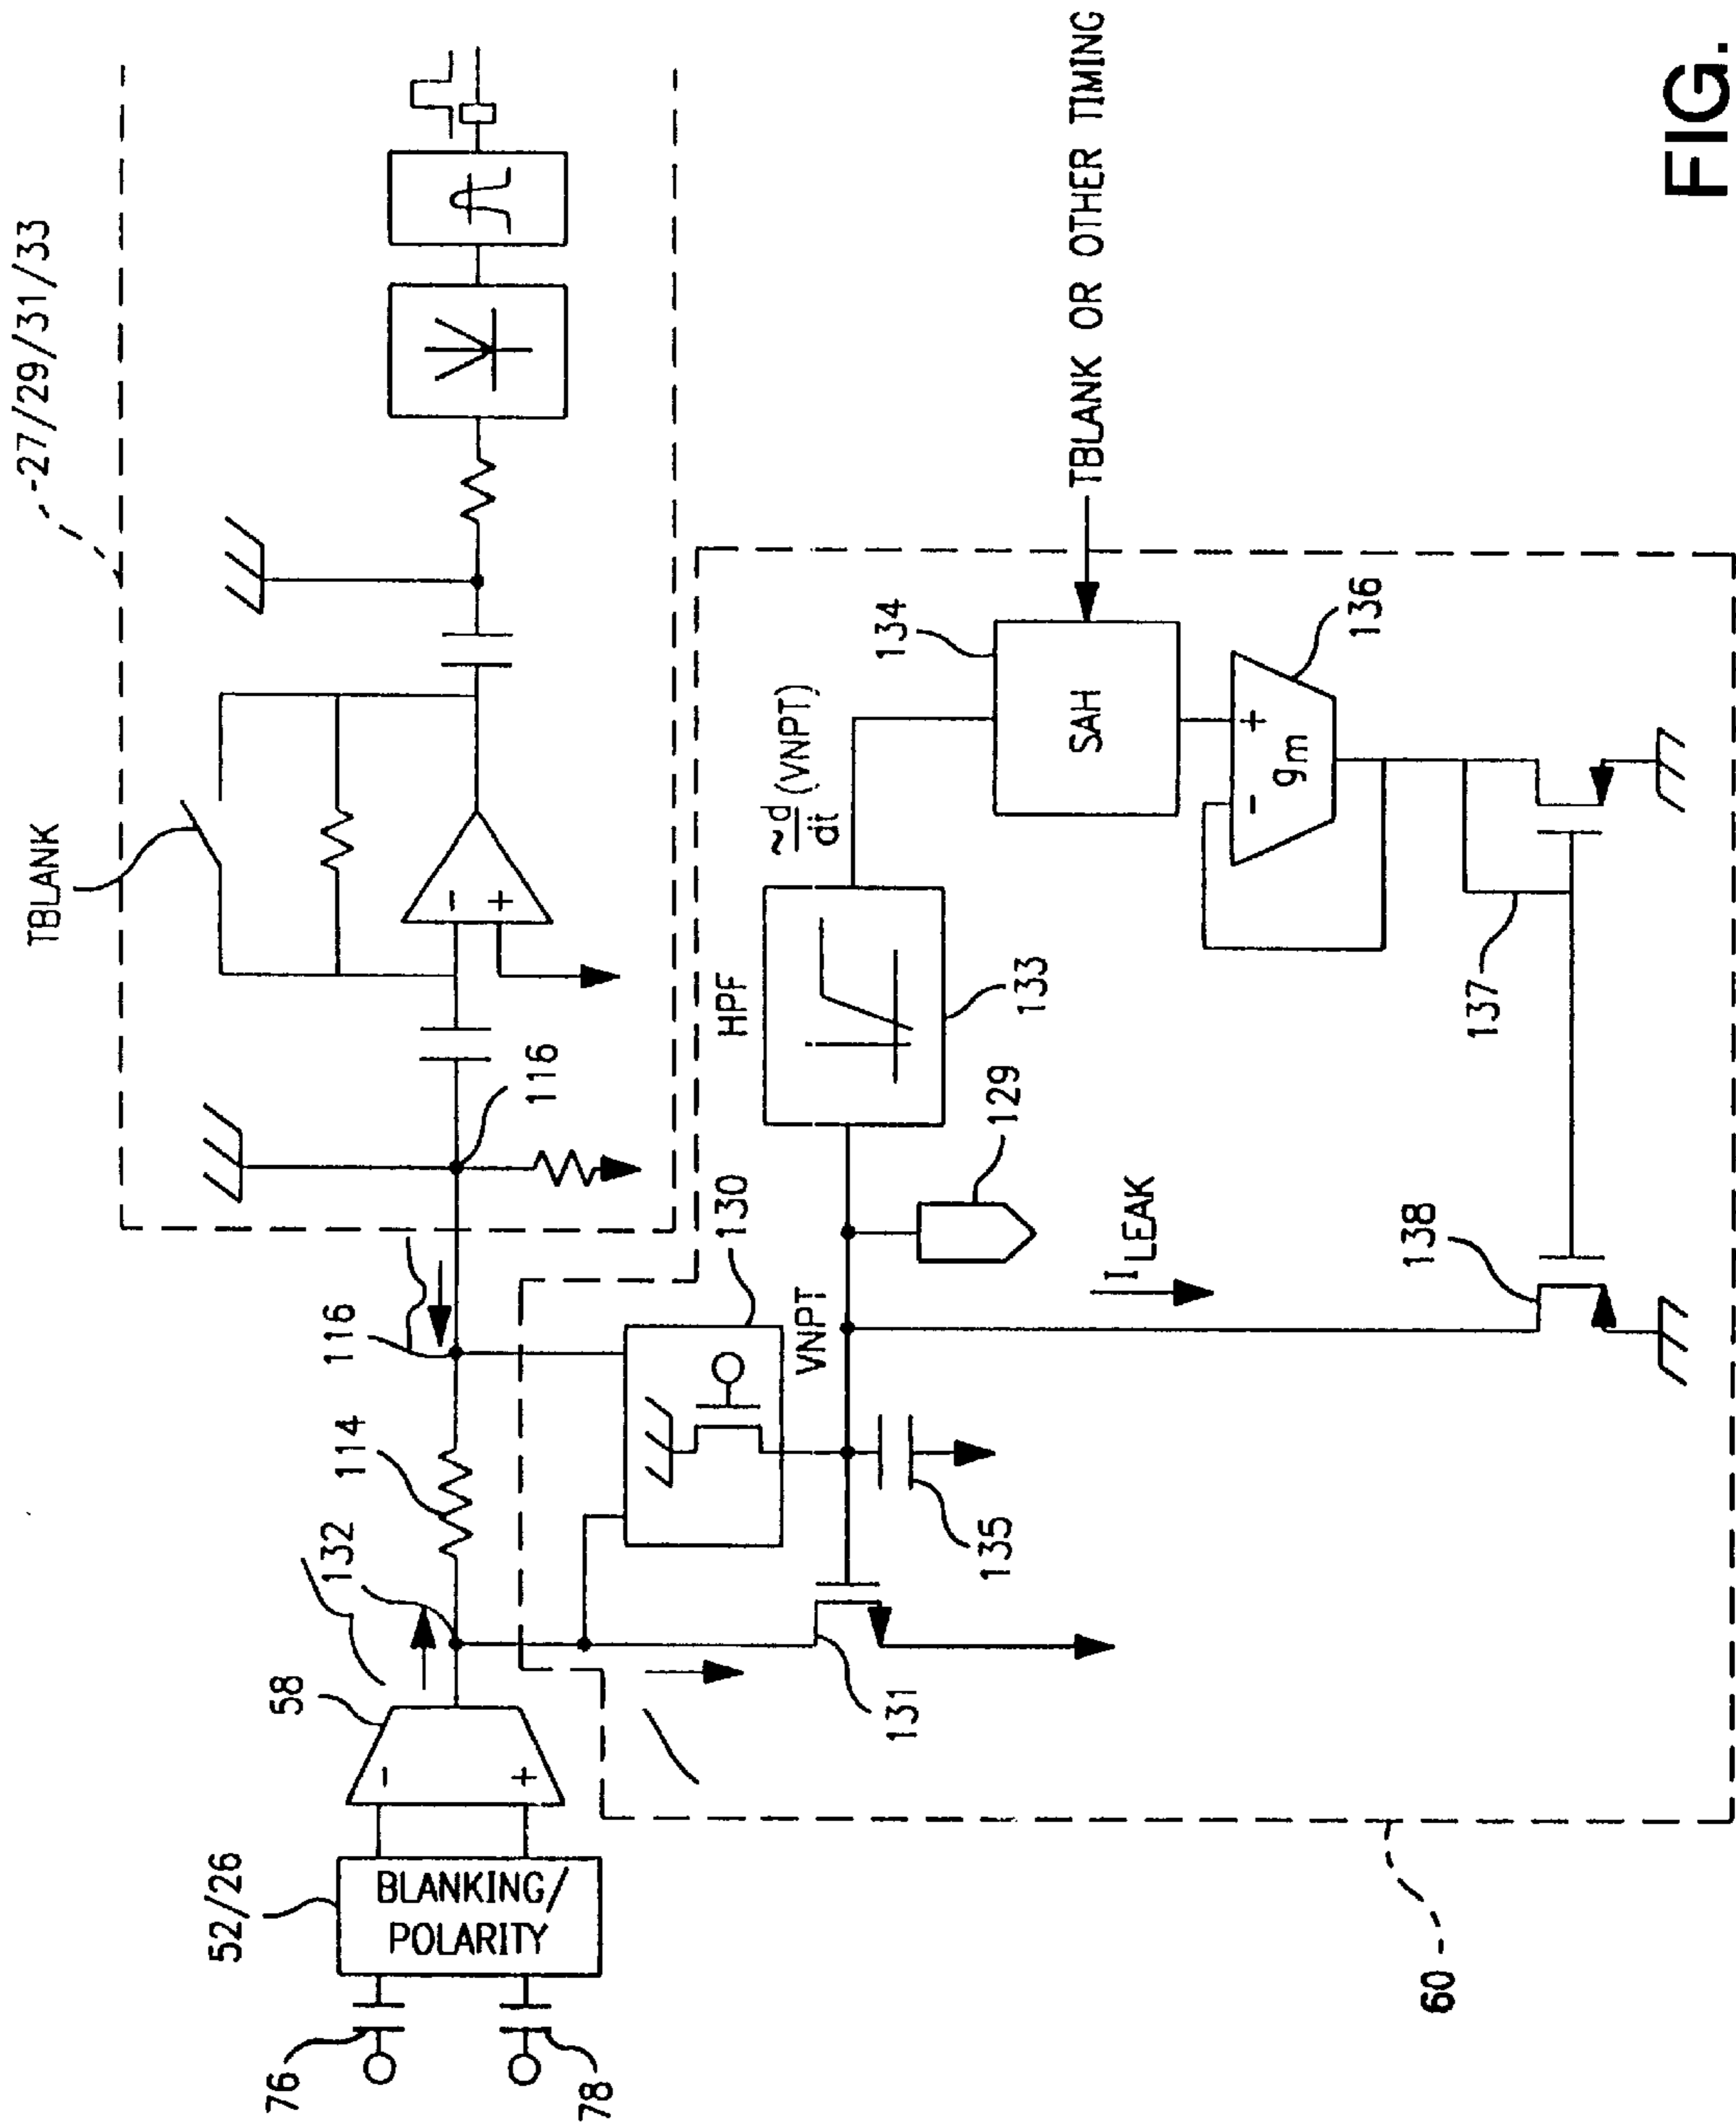 27/29/31/33
TBLANK
-
+
116
116
114
132
58
-
+
52/26
BLANKING/
POLARITY
76
78
130
VNPT
HPF
133
~d/dt (VNPT)
134
SAH
TBLANK OR OTHER TIMING
+
-
gm
136
129
ILEAK
131
135
138
137
60
FIG.